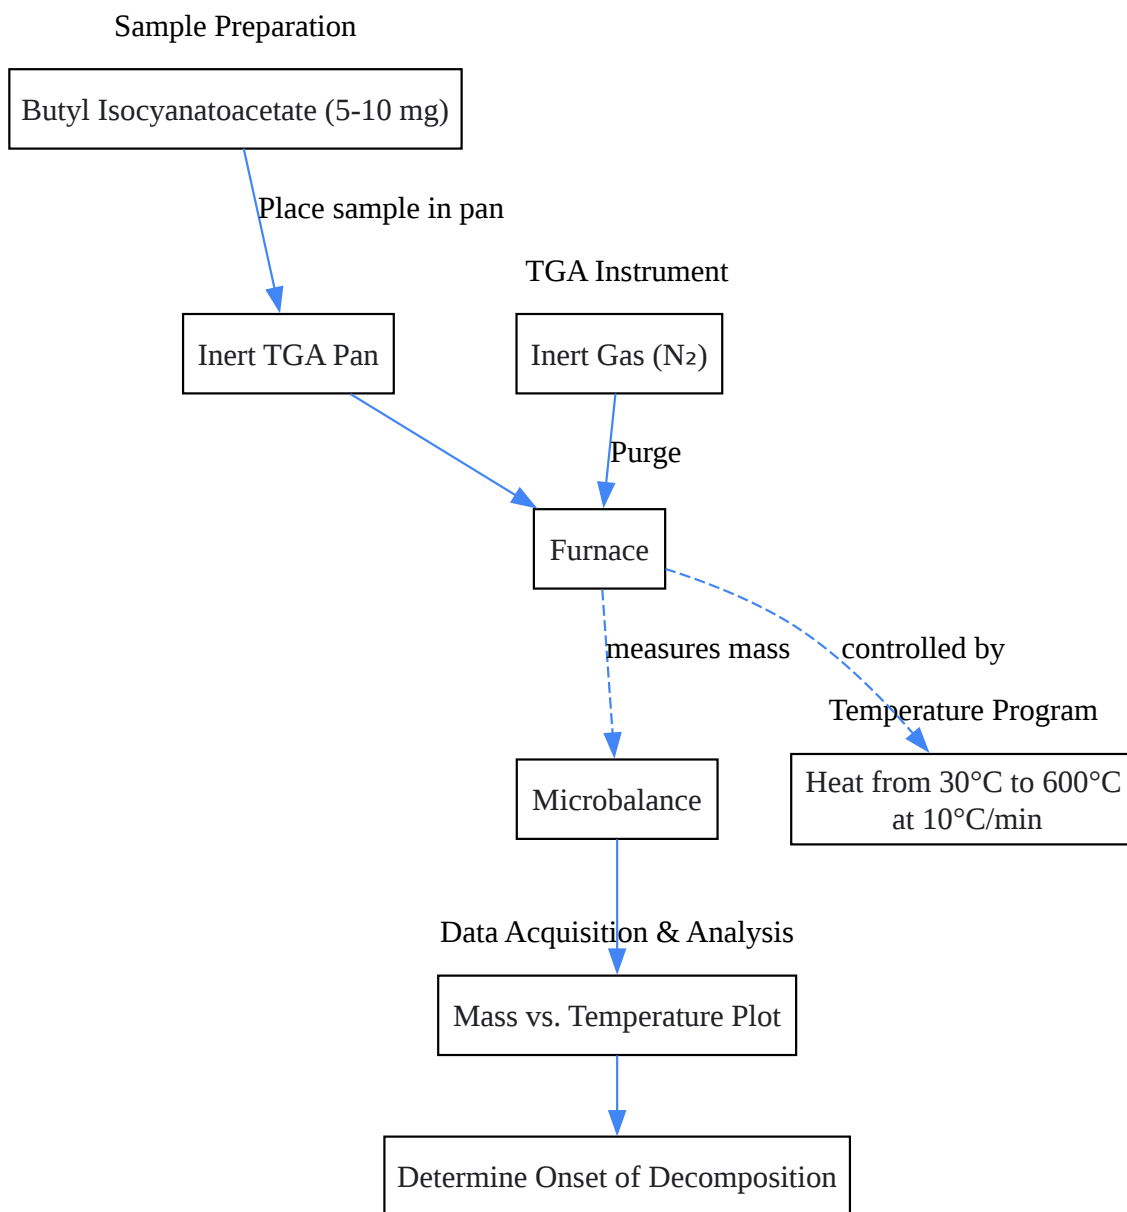 Sample Preparation
Butyl Isocyanatoacetate (5-10 mg)
Place sample in pan
TGA Instrument
Inert TGA Pan
Inert Gas (N₂)
Purge
Furnace
measures mass
controlled by
Temperature Program
Heat from 30°C to 600°C
at 10°C/min
Microbalance
Data Acquisition & Analysis
Mass vs. Temperature Plot
Determine Onset of Decomposition